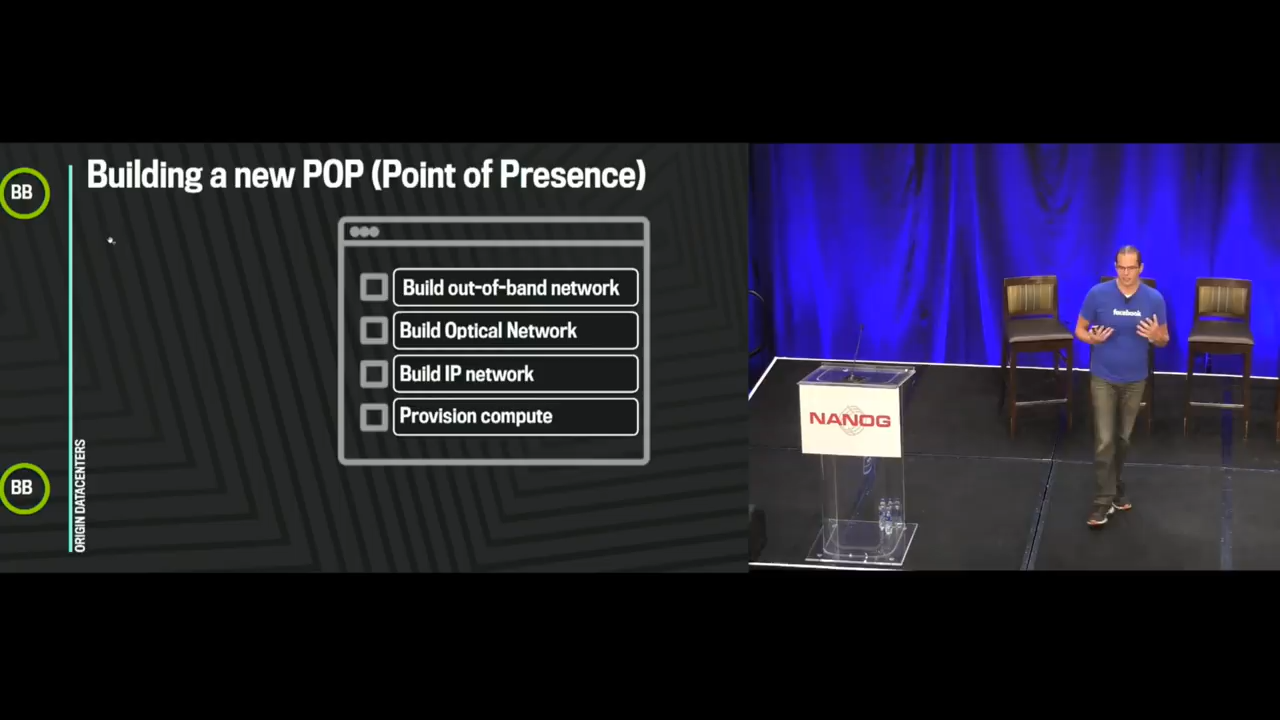 Building a new POP (Point of Presence)
BB
Build out-of-band network
Build Optical Network
Build IP network
Provision compute
BB
ORIGIN DATACENTERS
facebook
NANOG